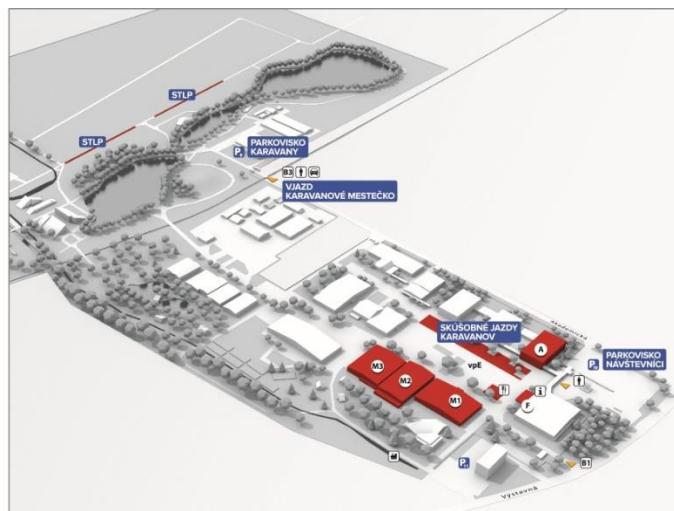 STLP
STLP
P
PARKOVISKO
KARAVANY
B3
VJAZD
KARAVANOVÉ MESTEČKO
Akademická
SKÚŠOBNÉ JAZDY
KARAVANOV
A
P
PARKOVISKO
NÁVŠTEVNÍCI
vpE
M3
M2
M1
i
F
P
B1
Výstavná